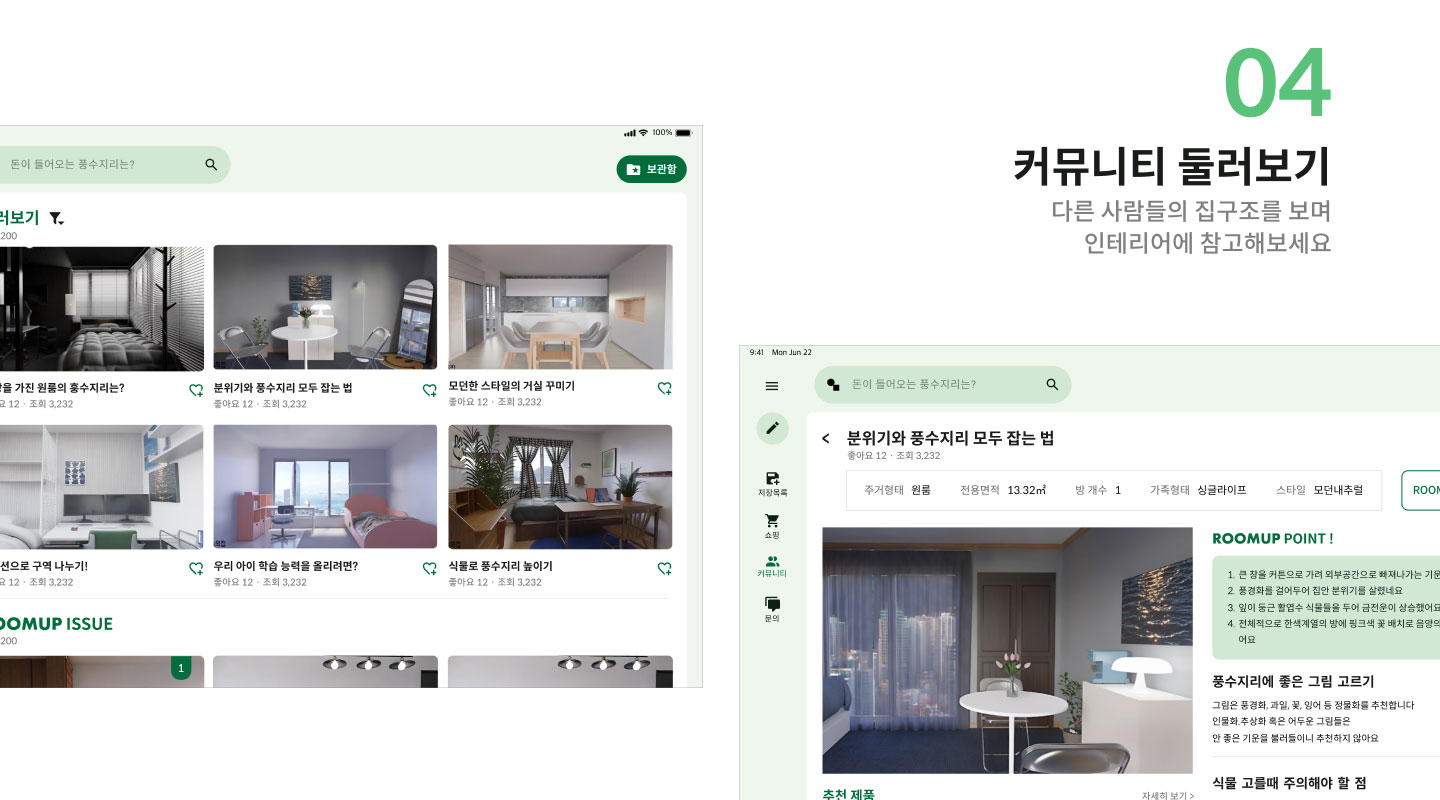 04
커뮤니티 둘러보기
다른 사람들의 집구조를 보며
인테리어에 참고해보세요
100%
돈이 들어오는 풍수지리는?
보관함
러보기
200
을 가진 원룸의 홍수지리는?
12 · 조회 3,232
분위기와 풍수지리 모두 잡는 법
좋아요 12 · 조회 3,232
모던한 스타일의 거실 꾸미기
좋아요 12 · 조회 3,232
션으로 구역 나누기!
12 · 조회 3,232
우리 아이 학습 능력을 올리려면?
좋아요 12 · 조회 3,232
식물로 풍수지리 높이기
좋아요 12 · 조회 3,232
OOMUP ISSUE
200
1
9:41 Mon Jun 22
돈이 들어오는 풍수지리는?
저장목록
쇼핑
커뮤니티
문의
< 분위기와 풍수지리 모두 잡는 법
좋아요 12 · 조회 3,232
주거형태 원룸 전용면적 13.32㎡ 방 개수 1 가족형태 싱글라이프 스타일 모던내추럴
ROOM
ROOMUP POINT !
1. 큰 창을 커튼으로 가려 외부공간으로 빠져나가는 기운
2. 풍경화를 걸어두어 집안 분위기를 살렸네요
3. 잎이 둥근 활엽수 식물들을 두어 금전운이 상승했어요
4. 전체적으로 한색계열의 방에 핑크색 꽃 배치로 음양의
어요
풍수지리에 좋은 그림 고르기
그림은 풍경화, 과일, 꽃, 잉어 등 정물화를 추천합니다
인물화.추상화 혹은 어두운 그림들은
안 좋은 기운을 불러들이니 추천하지 않아요
식물 고를때 주의해야 할 점
추천 제품
자세히 보기 >